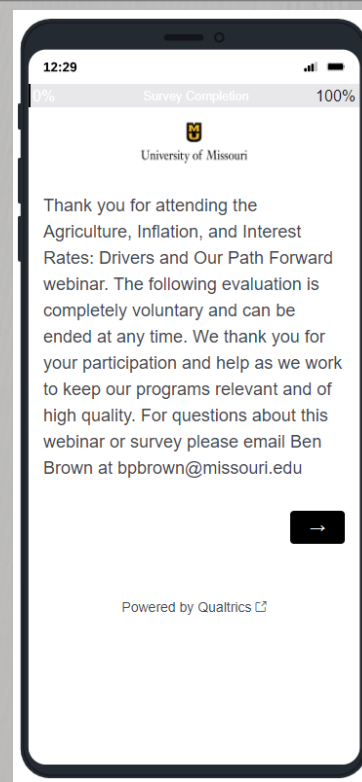 12:29
0% Survey Completion 100%
MU
University of Missouri
Thank you for attending the
Agriculture, Inflation, and Interest
Rates: Drivers and Our Path Forward
webinar. The following evaluation is
completely voluntary and can be
ended at any time. We thank you for
your participation and help as we work
to keep our programs relevant and of
high quality. For questions about this
webinar or survey please email Ben
Brown at bpbrown@missouri.edu
→
Powered by Qualtrics